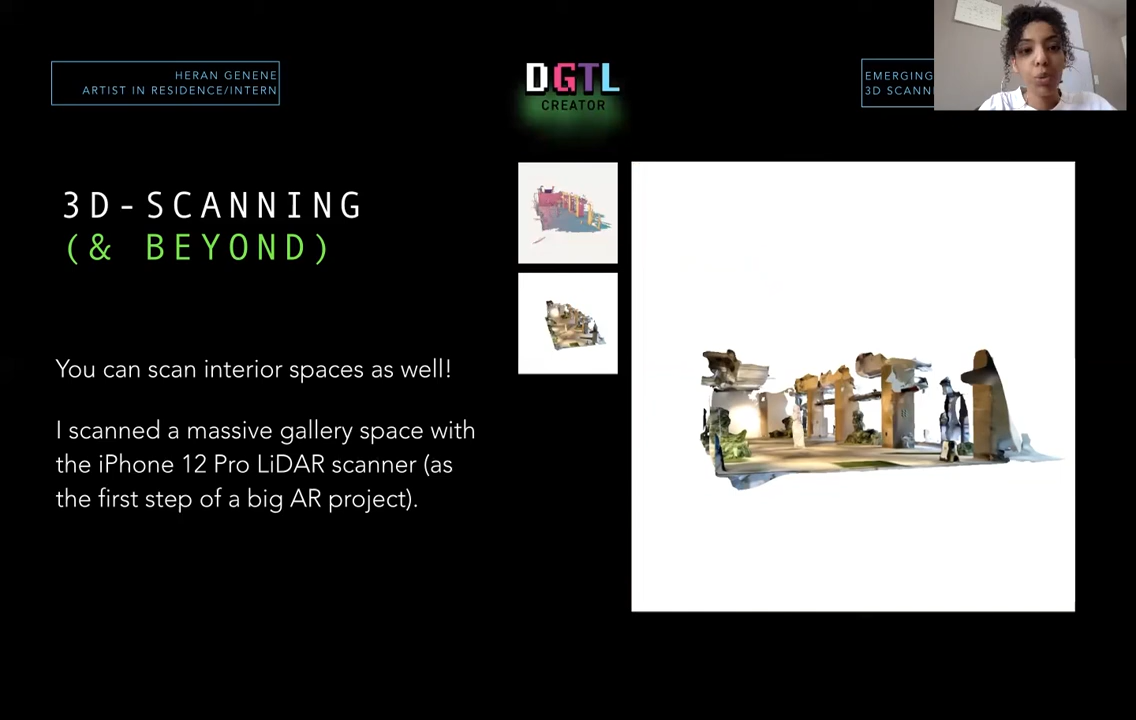 HERAN GENENE
ARTIST IN RESIDENCE/INTERN
DGTL
CREATOR
EMERGING
3D
3D-SCANNING
(& BEYOND)
You can scan interior spaces as well!
I scanned a massive gallery space with
the iPhone 12 Pro LiDAR scanner (as
the first step of a big AR project).